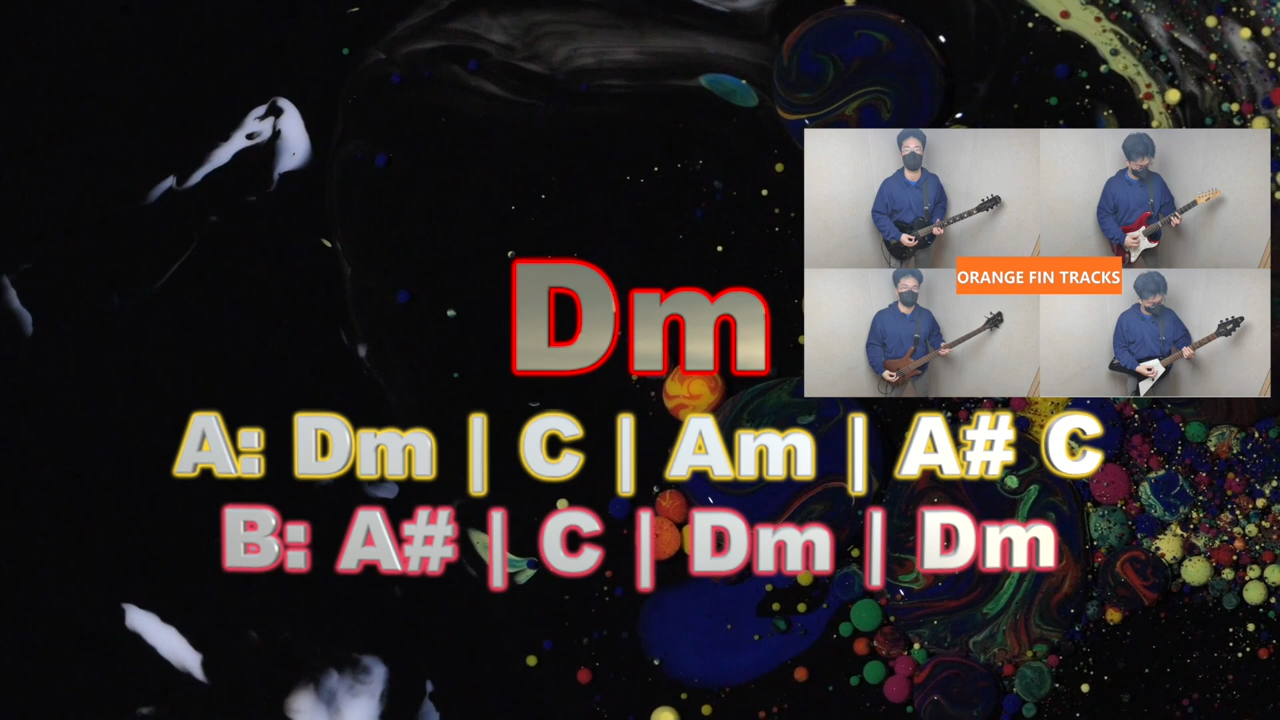 ORANGE FIN TRACKS
Dm
A: Dm | C | Am | A# C
B: A# | C | Dm | Dm